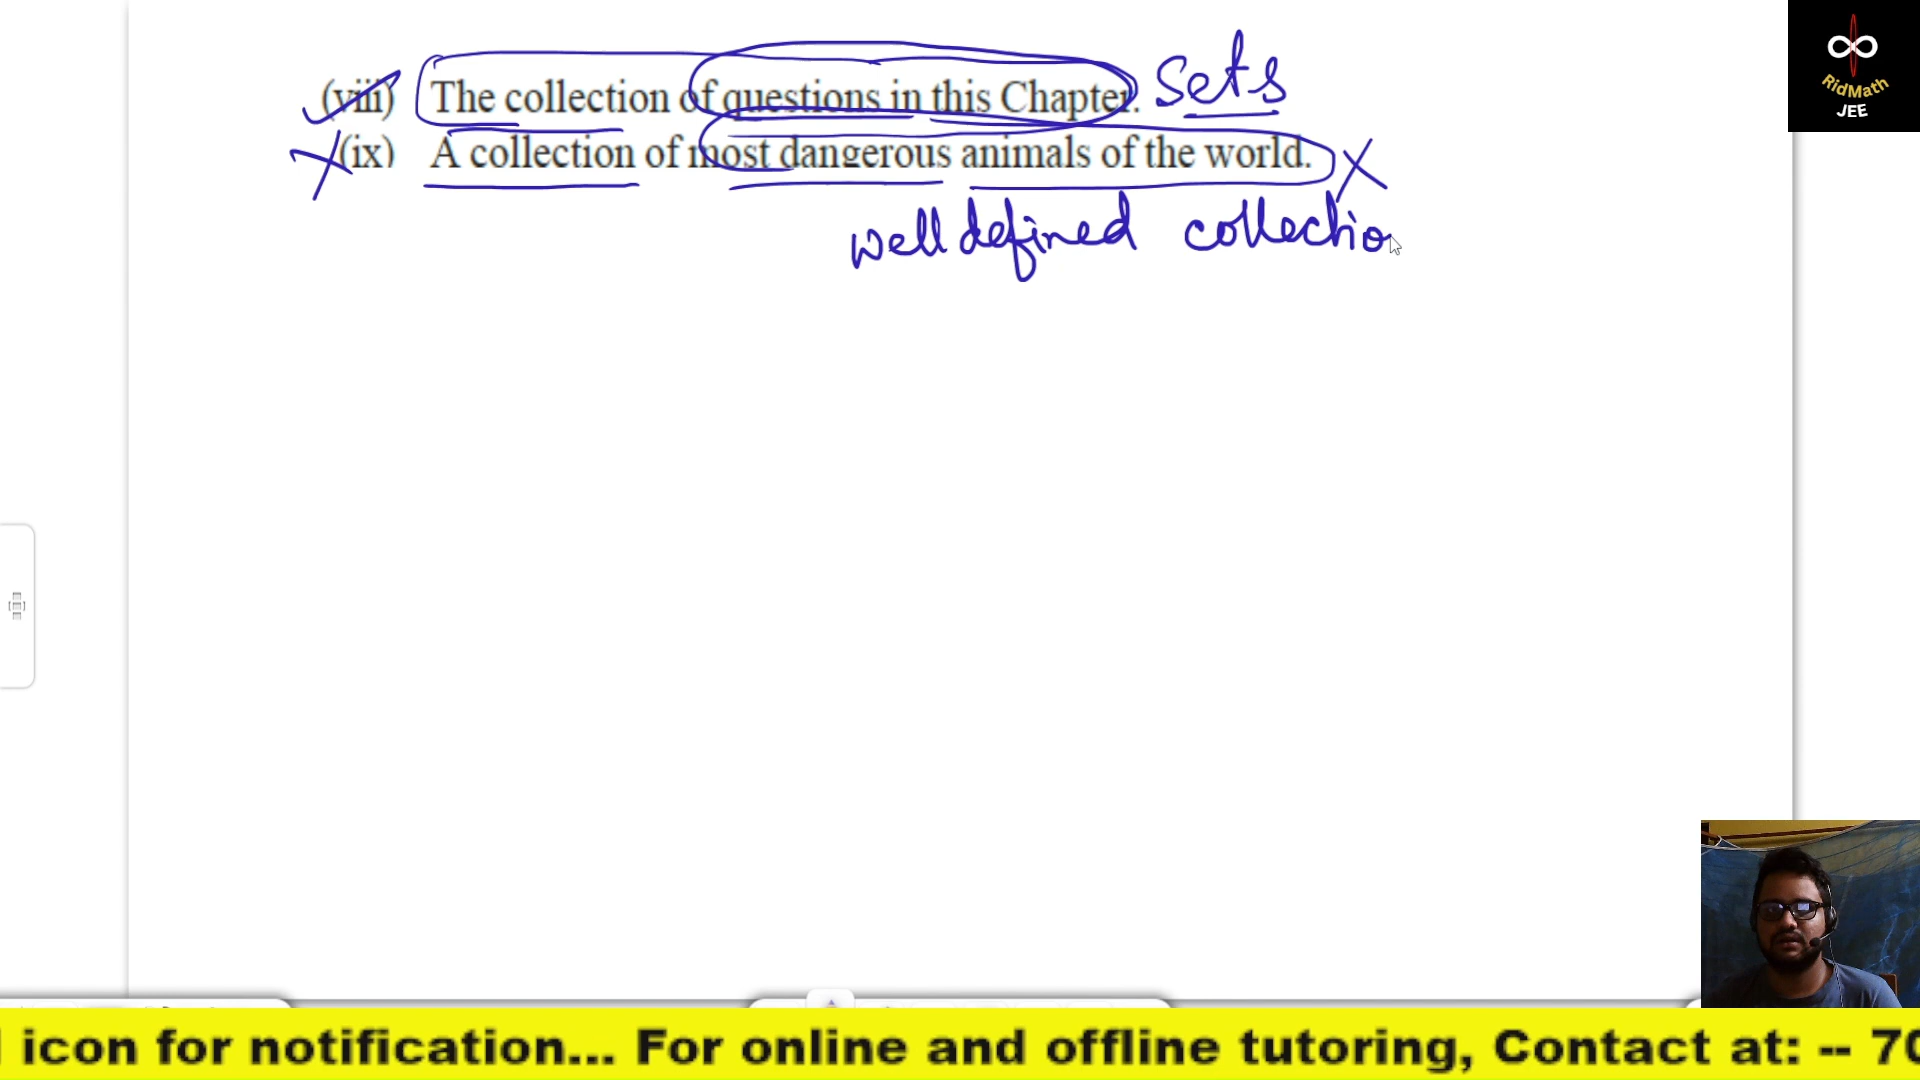 (viii) The collection of questions in this Chapter. Sets
(ix) A collection of most dangerous animals of the world.
well defined collectio
RidMath
JEE
icon for notification... For online and offline tutoring, Contact at: -- 70